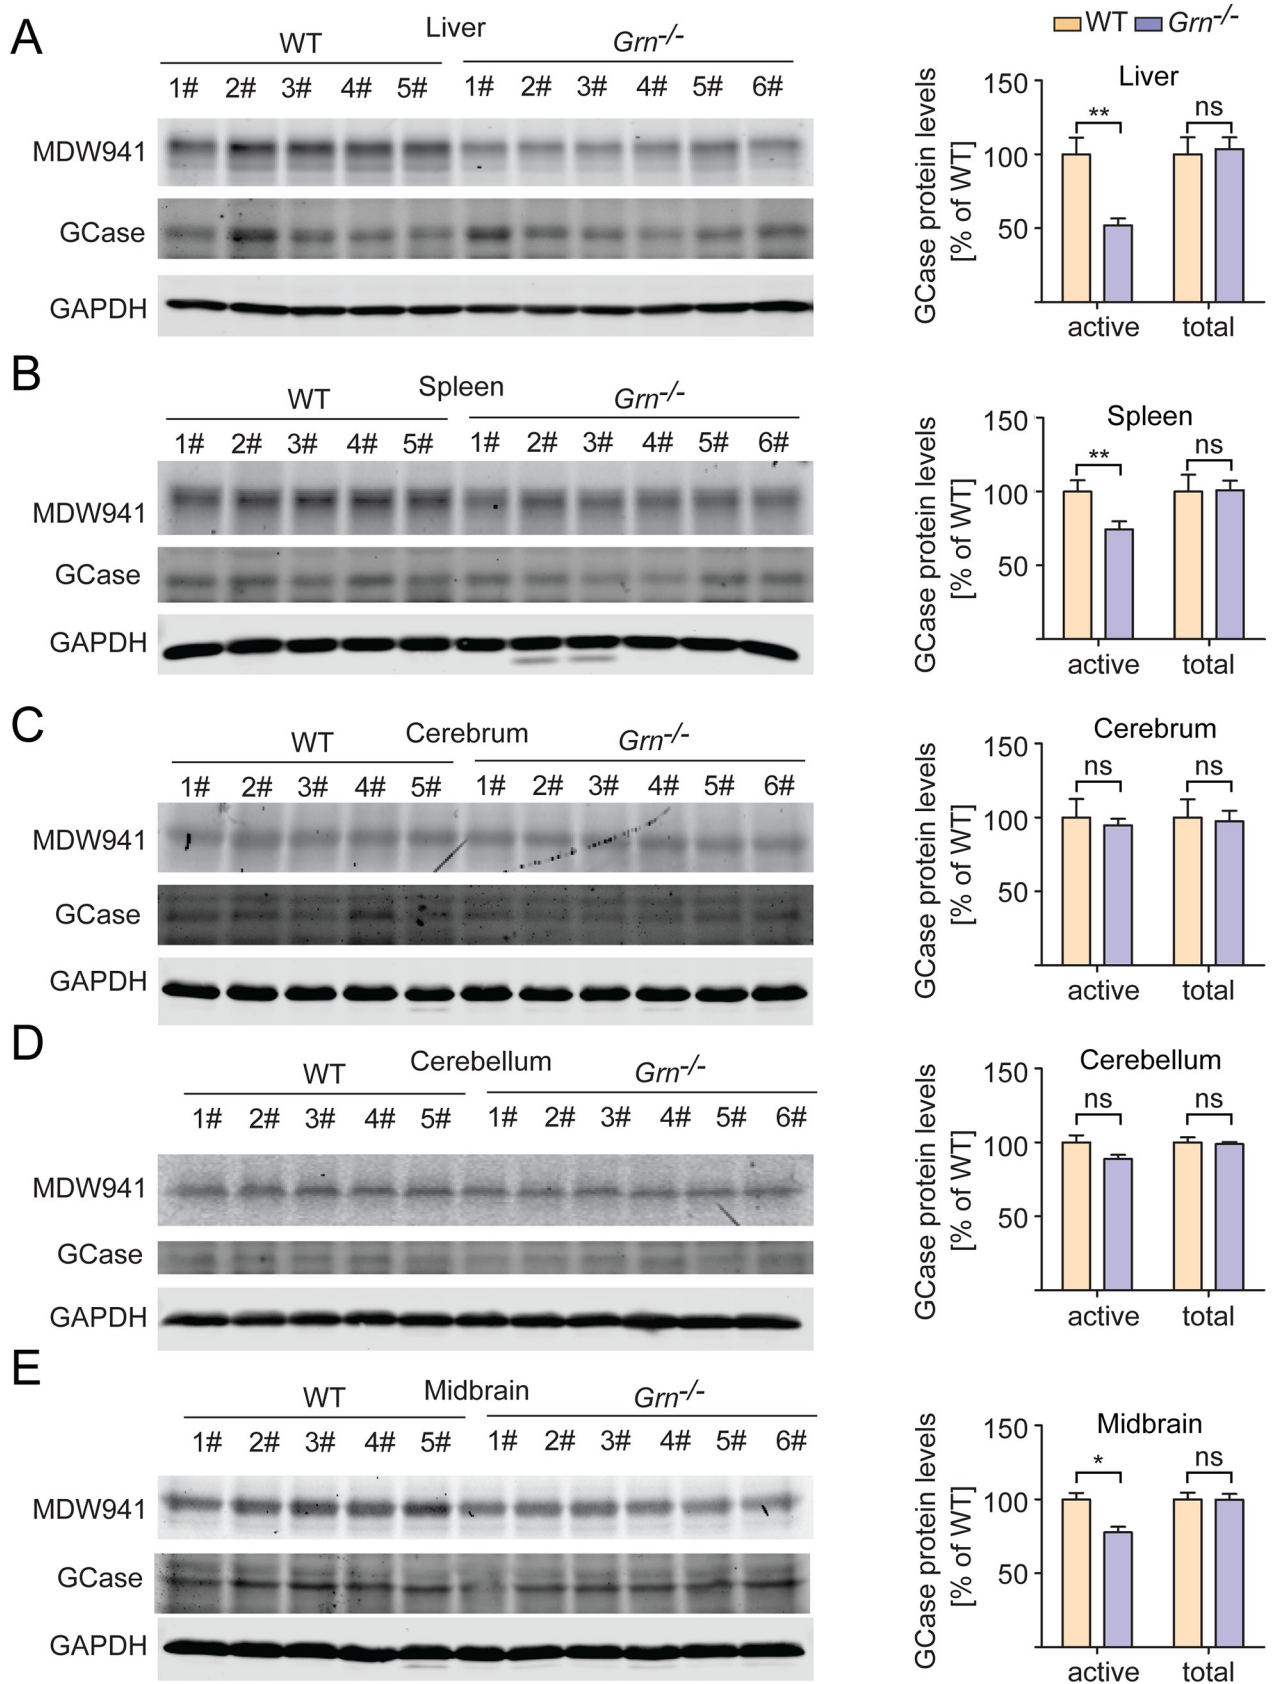 A
WT Liver Grn-/-
1# 2# 3# 4# 5# 1# 2# 3# 4# 5# 6#
MDW941
GCase
GAPDH
WT Grn-/-
Liver
GCase protein levels
[% of WT]
150
100
50
** ns
active total
B
WT Spleen Grn-/-
1# 2# 3# 4# 5# 1# 2# 3# 4# 5# 6#
MDW941
GCase
GAPDH
Spleen
GCase protein levels
[% of WT]
150
100
50
** ns
active total
C
WT Cerebrum Grn-/-
1# 2# 3# 4# 5# 1# 2# 3# 4# 5# 6#
MDW941
GCase
GAPDH
Cerebrum
GCase protein levels
[% of WT]
150
100
50
ns ns
active total
D
WT Cerebellum Grn-/-
1# 2# 3# 4# 5# 1# 2# 3# 4# 5# 6#
MDW941
GCase
GAPDH
Cerebellum
GCase protein levels
[% of WT]
150
100
50
ns ns
active total
E
WT Midbrain Grn-/-
1# 2# 3# 4# 5# 1# 2# 3# 4# 5# 6#
MDW941
GCase
GAPDH
Midbrain
GCase protein levels
[% of WT]
150
100
50
* ns
active total